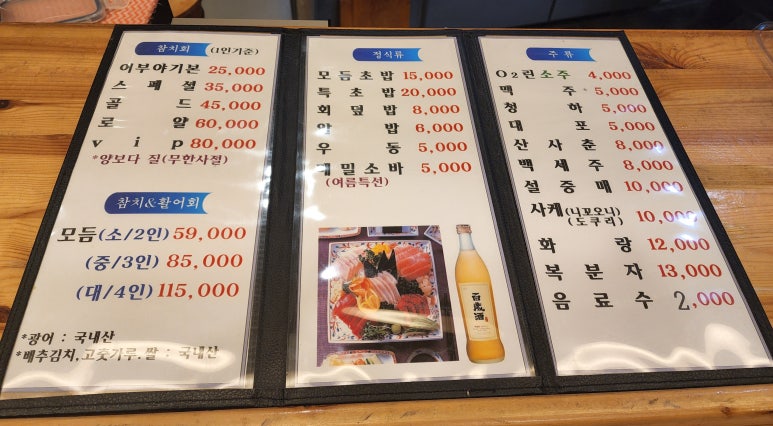 참치회 (1인기준)
어부야기본 25,000
스페셜 35,000
골드 45,000
로얄 60,000
vip 80,000
*양보다 질(무한사절)
참치&활어회
모듬(소/2인) 59,000
(중/3인) 85,000
(대/4인) 115,000
*광어 : 국내산
*배추김치,고춧가루,쌀 : 국내산
정식류
모듬초밥 15,000
특초밥 20,000
회덮밥 8,000
알밥 6,000
우동 5,000
메밀소바 5,000
(여름특선)
百歲酒
주류
O2린소주 4,000
맥주 5,000
청하 5,000
대포 5,000
산사춘 8,000
백세주 8,000
설중매 10,000
사케(니꼬오니)(도쿠리) 10,000
화랑 12,000
복분자 13,000
음료수 2,000